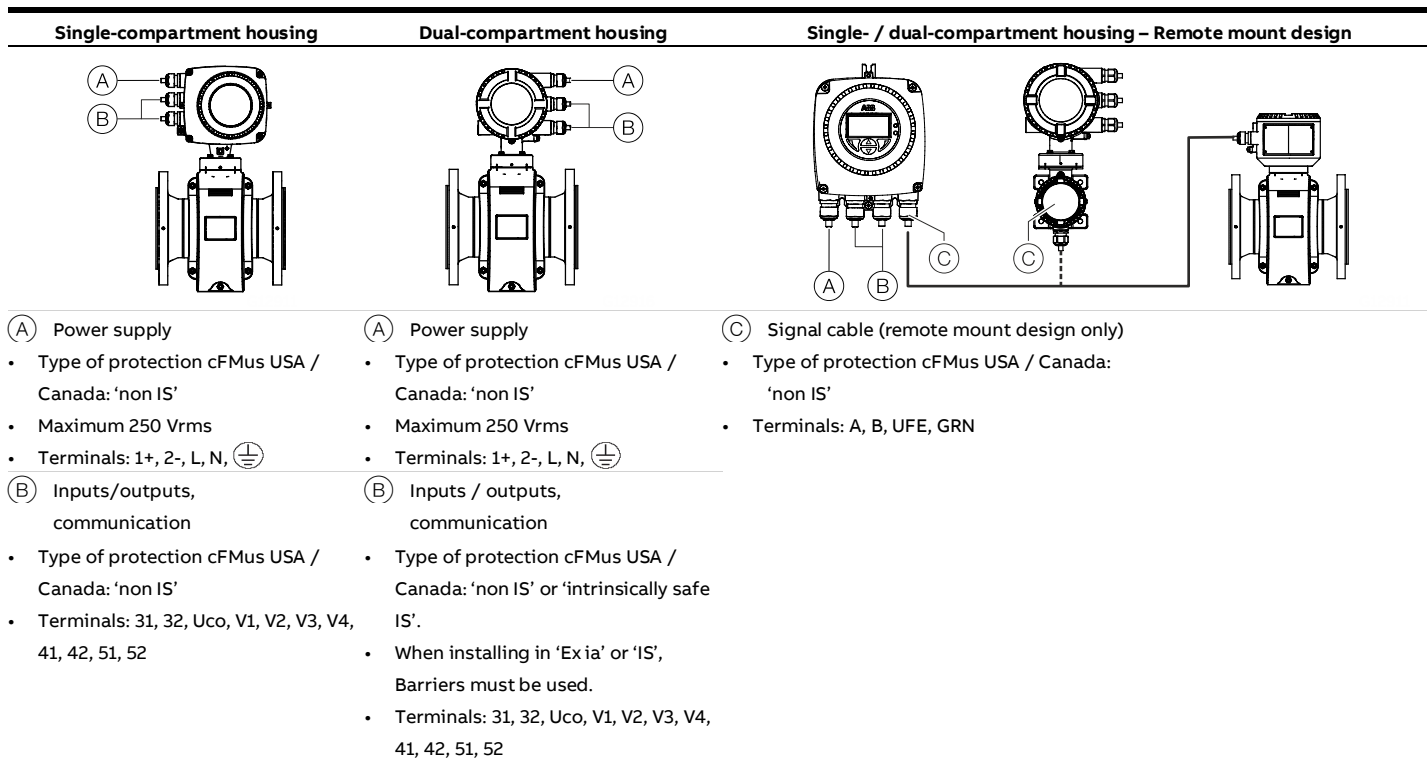 Single-compartment housing
Dual-compartment housing
Single- / dual-compartment housing – Remote mount design
A
B
A
B
ABB
A
B
C
C
A Power supply
• Type of protection cFMus USA /
Canada: ‘non IS’
• Maximum 250 Vrms
• Terminals: 1+, 2-, L, N,
B Inputs/outputs,
communication
• Type of protection cFMus USA /
Canada: ‘non IS’
• Terminals: 31, 32, Uco, V1, V2, V3, V4,
41, 42, 51, 52
A Power supply
• Type of protection cFMus USA /
Canada: ‘non IS’
• Maximum 250 Vrms
• Terminals: 1+, 2-, L, N,
B Inputs / outputs,
communication
• Type of protection cFMus USA /
Canada: ‘non IS’ or ‘intrinsically safe
IS’.
• When installing in ‘Ex ia’ or ‘IS’,
Barriers must be used.
• Terminals: 31, 32, Uco, V1, V2, V3, V4,
41, 42, 51, 52
C Signal cable (remote mount design only)
• Type of protection cFMus USA / Canada:
‘non IS’
• Terminals: A, B, UFE, GRN